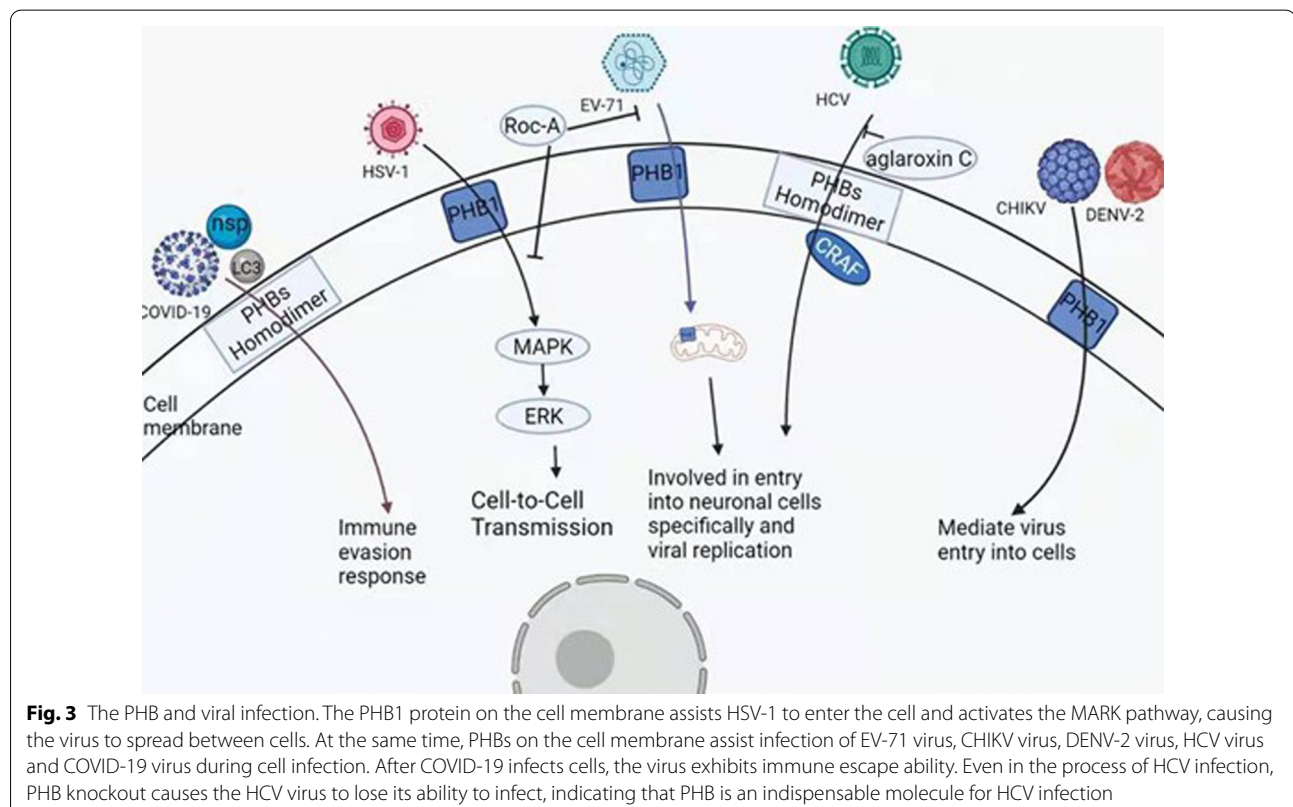 EV-71
HCV
Roc-A
HSV-1
aglaroxin C
PHB1
PHBs
Homodimer
CHIKV
DENV-2
PHB1
nsp
LC3
CRAF
COVID-19
PHBs
Homodimer
PHB1
MAPK
Cell
membrane
ERK
Cell-to-Cell
Transmission
Involved in entry
into neuronal cells
specifically and
viral replication
Immune
evasion
response
Mediate virus
entry into cells
Fig. 3 The PHB and viral infection. The PHB1 protein on the cell membrane assists HSV-1 to enter the cell and activates the MARK pathway, causing
the virus to spread between cells. At the same time, PHBs on the cell membrane assist infection of EV-71 virus, CHIKV virus, DENV-2 virus, HCV virus
and COVID-19 virus during cell infection. After COVID-19 infects cells, the virus exhibits immune escape ability. Even in the process of HCV infection,
PHB knockout causes the HCV virus to lose its ability to infect, indicating that PHB is an indispensable molecule for HCV infection